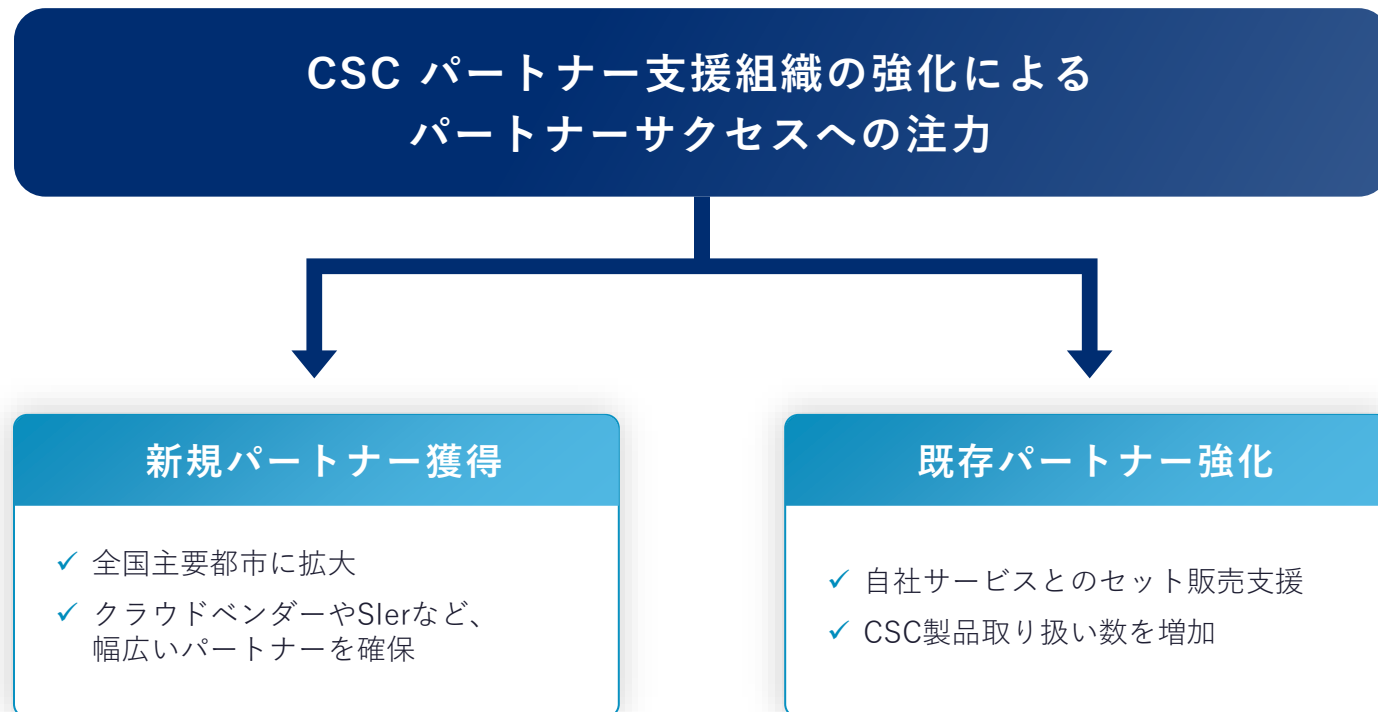 CSC パートナー支援組織の強化による
パートナーサクセスへの注力
新規パートナー獲得
✓ 全国主要都市に拡大
✓ クラウドベンダーやSIerなど、
幅広いパートナーを確保
既存パートナー強化
✓ 自社サービスとのセット販売支援
✓ CSC製品取り扱い数を増加